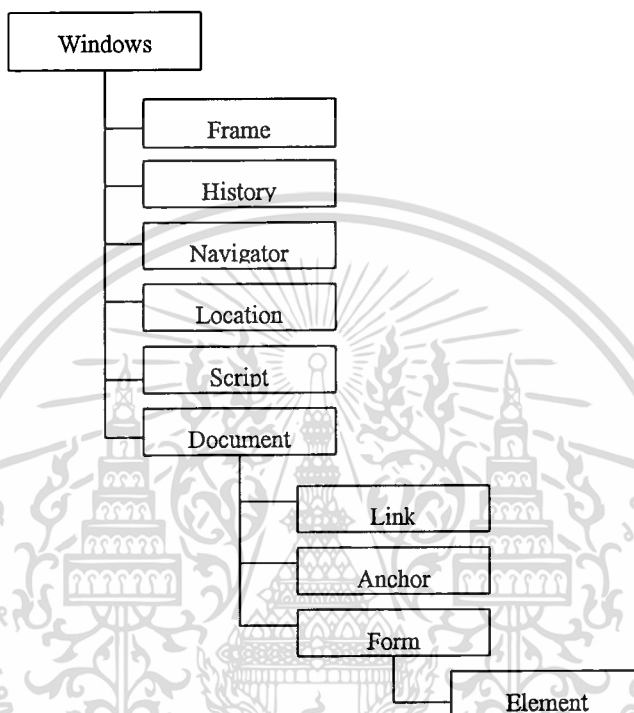 Windows
Frame
History
Navigator
Location
Script
Document
Link
Anchor
Form
Element